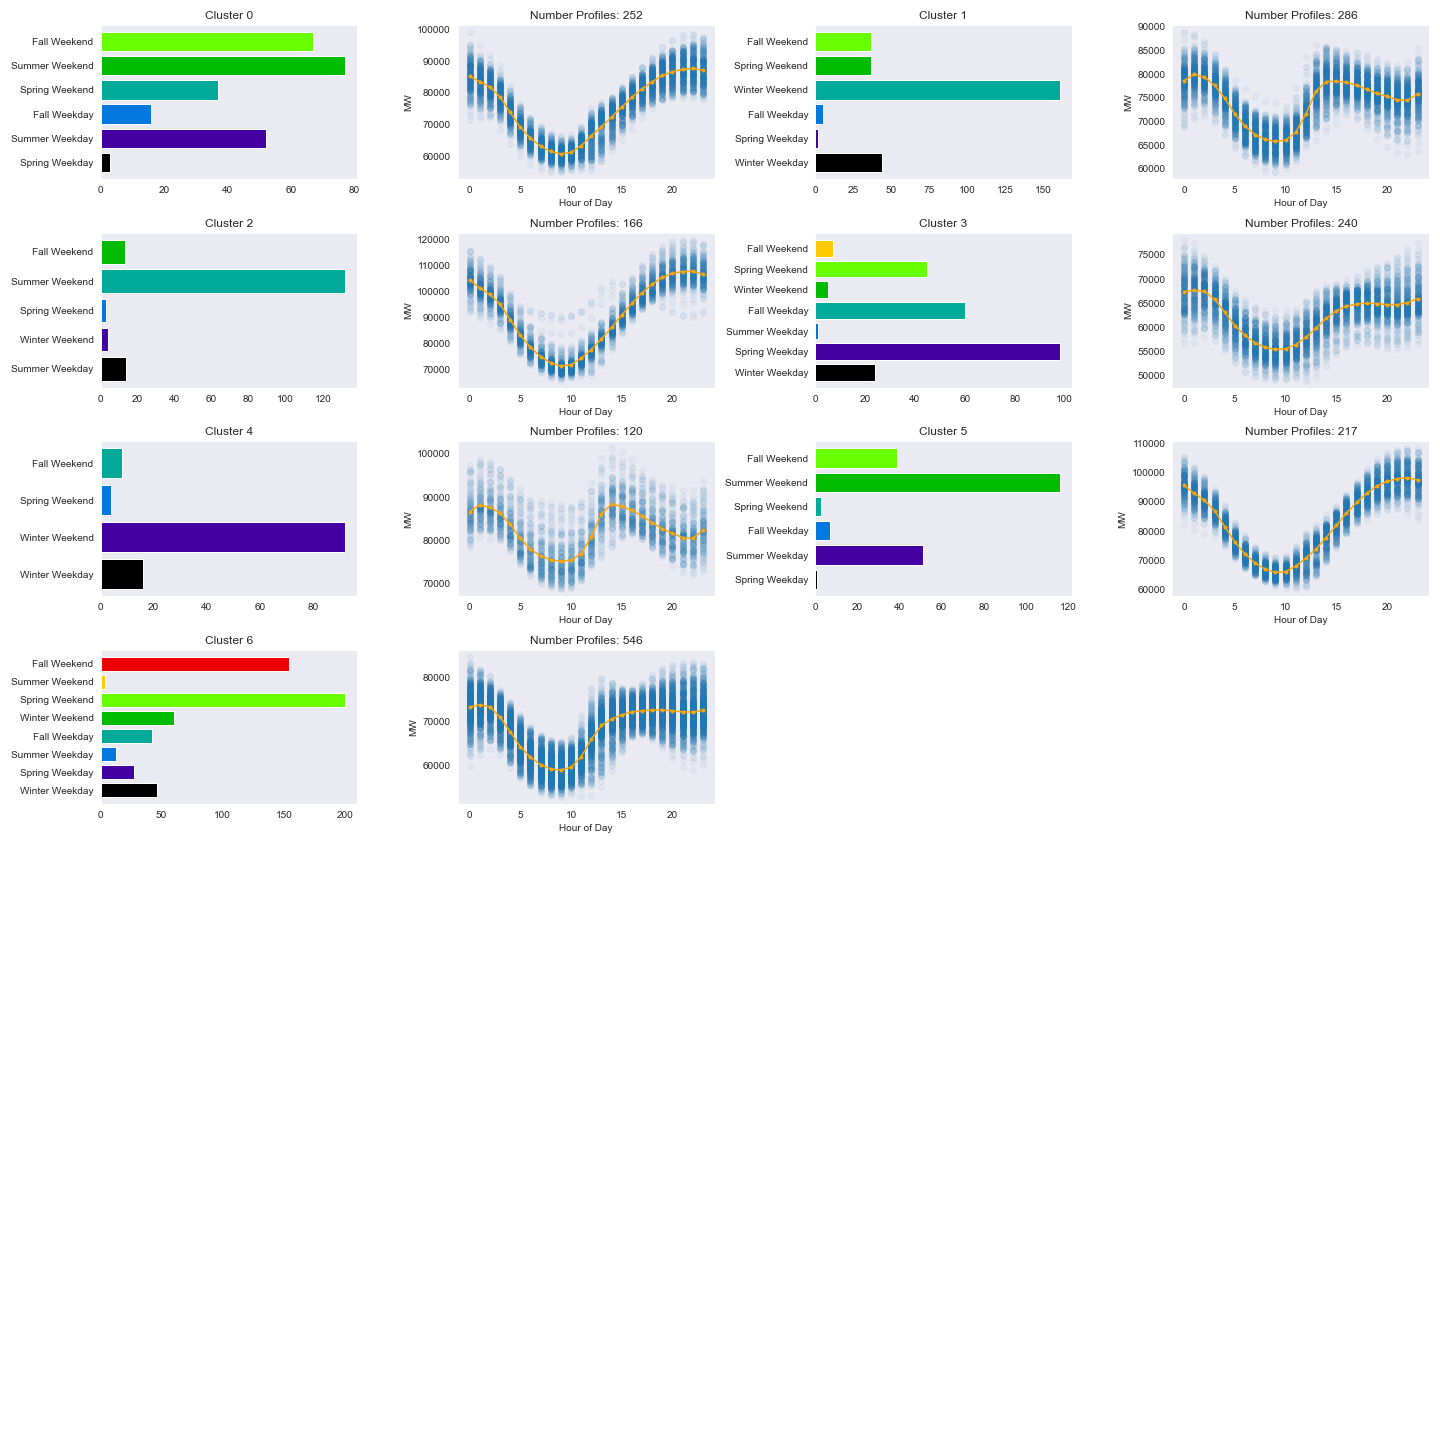 Cluster 0
Fall Weekend
Summer Weekend
Spring Weekend
Fall Weekday
Summer Weekday
Spring Weekday
0 20 40 60 80
Number Profiles: 252
MW
100000
90000
80000
70000
60000
0 5 10 15 20
Hour of Day
Cluster 1
Fall Weekend
Spring Weekend
Winter Weekend
Fall Weekday
Spring Weekday
Winter Weekday
0 25 50 75 100 125 150
Number Profiles: 286
MW
90000
85000
80000
75000
70000
65000
60000
0 5 10 15 20
Hour of Day
Cluster 2
Fall Weekend
Summer Weekend
Spring Weekend
Winter Weekend
Summer Weekday
0 20 40 60 80 100 120
Number Profiles: 166
MW
120000
110000
100000
90000
80000
70000
0 5 10 15 20
Hour of Day
Cluster 3
Fall Weekend
Spring Weekend
Winter Weekend
Fall Weekday
Summer Weekday
Spring Weekday
Winter Weekday
0 20 40 60 80 100
Number Profiles: 240
MW
75000
70000
65000
60000
55000
50000
0 5 10 15 20
Hour of Day
Cluster 4
Fall Weekend
Spring Weekend
Winter Weekend
Winter Weekday
0 20 40 60 80
Number Profiles: 120
MW
100000
90000
80000
70000
0 5 10 15 20
Hour of Day
Cluster 5
Fall Weekend
Summer Weekend
Spring Weekend
Fall Weekday
Summer Weekday
Spring Weekday
0 20 40 60 80 100 120
Number Profiles: 217
MW
110000
100000
90000
80000
70000
60000
0 5 10 15 20
Hour of Day
Cluster 6
Fall Weekend
Summer Weekend
Spring Weekend
Winter Weekend
Fall Weekday
Summer Weekday
Spring Weekday
Winter Weekday
0 50 100 150 200
Number Profiles: 546
MW
80000
70000
60000
0 5 10 15 20
Hour of Day